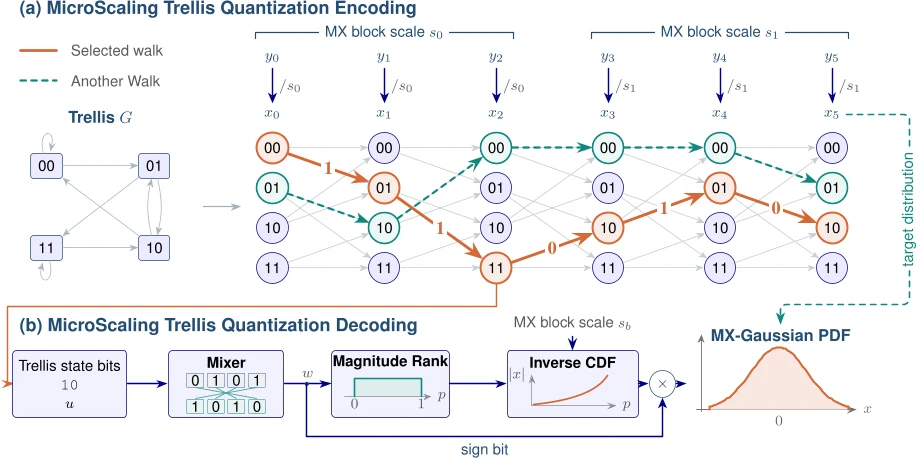 (a) MicroScaling Trellis Quantization Encoding
Selected walk
Another Walk
MX block scale s₀
MX block scale s₁
y₀ y₁ y₂ y₃ y₄ y₅
/s₀ /s₀ /s₀ /s₁ /s₁ /s₁
x₀ x₁ x₂ x₃ x₄ x₅
Trellis G
00 01
11 10
00 00 00 00 00 00
1
01 01 01 01 01 01
1 1 0
10 10 10 10 10 10
0
11 11 11 11 11 11
target distribution
(b) MicroScaling Trellis Quantization Decoding
Trellis state bits
10
u
Mixer
0 1 0 1
1 0 1 0
w
Magnitude Rank
0 1 p
MX block scale s_b
Inverse CDF
|x|
p
×
sign bit
MX-Gaussian PDF
x
0